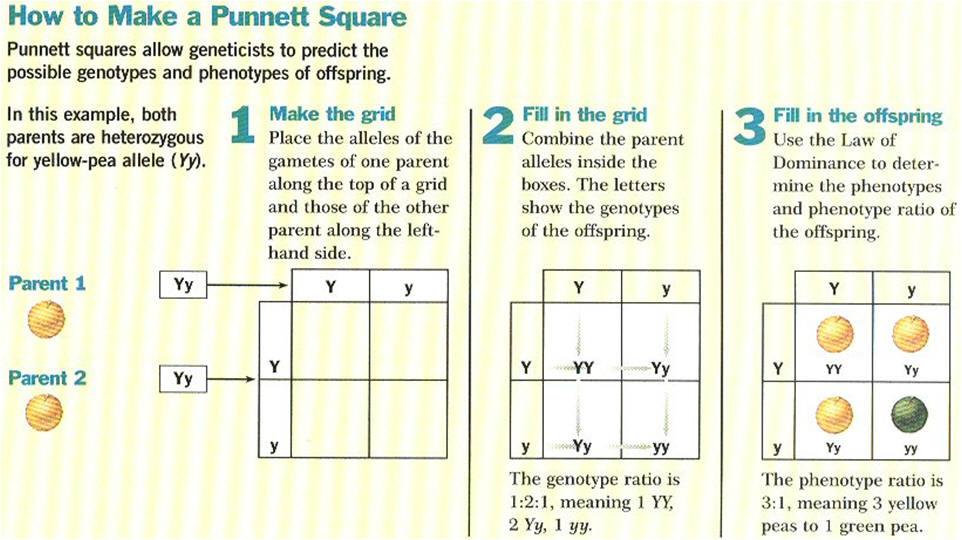 How to Make a Punnett Square
Punnett squares allow geneticists to predict the
possible genotypes and phenotypes of offspring.
In this example, both
parents are heterozygous
for yellow-pea allele (Yy).
1
Make the grid
Place the alleles of the
gametes of one parent
along the top of a grid
and those of the other
parent along the left-
hand side.
Parent 1
Yy
Parent 2
Yy
Y y
Y
y
2
Fill in the grid
Combine the parent
alleles inside the
boxes. The letters
show the genotypes
of the offspring.
Y y
Y YY Yy
y Yy yy
The genotype ratio is
1:2:1, meaning 1 YY,
2 Yy, 1 yy.
3
Fill in the offspring
Use the Law of
Dominance to deter-
mine the phenotypes
and phenotype ratio of
the offspring.
Y y
Y YY Yy
y Yy yy
The phenotype ratio is
3:1, meaning 3 yellow
peas to 1 green pea.